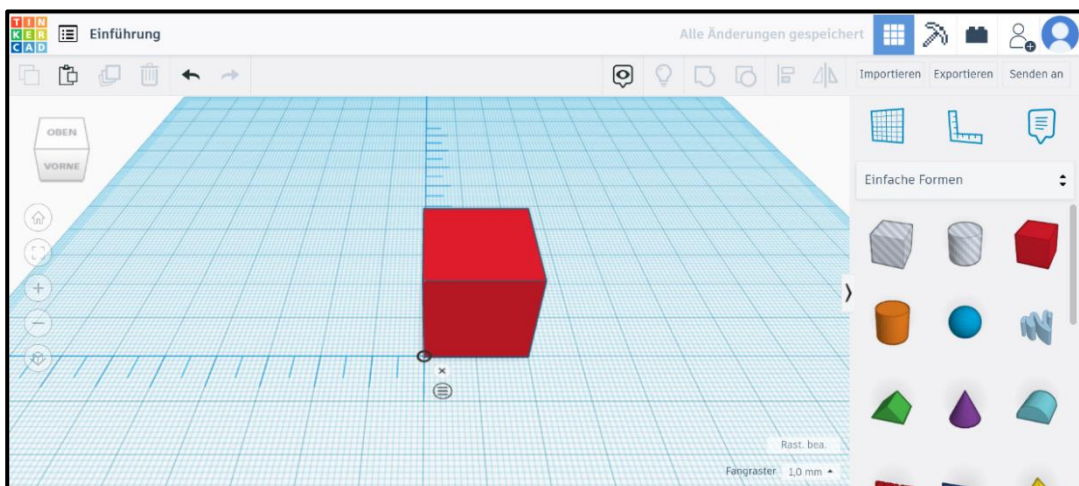 TIN
KER
CAD
Einführung
Alle Änderungen gespeichert
Importieren Exportieren Senden an
OBEN
VORNE
Einfache Formen
Rast. bea.
Fangraster 1,0 mm